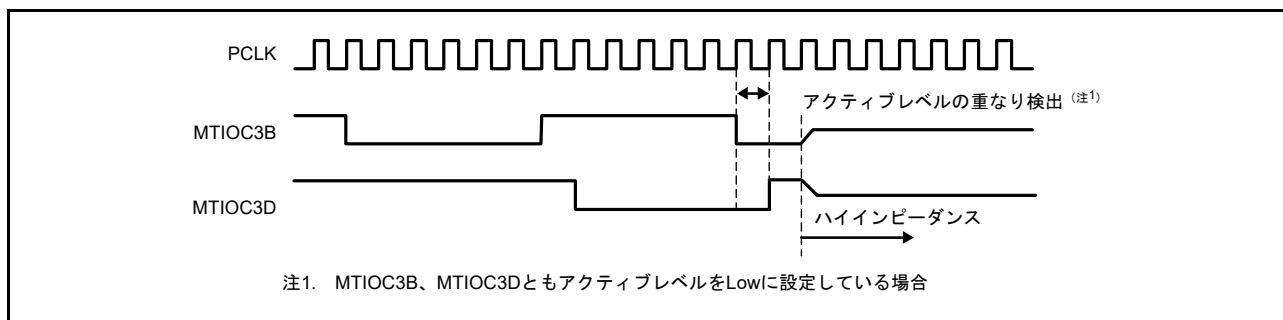 PCLK
アクティブレベルの重なり検出（注1）
MTIOC3B
MTIOC3D
ハイインピーダンス
注1. MTIOC3B、MTIOC3DともアクティブレベルをLowに設定している場合